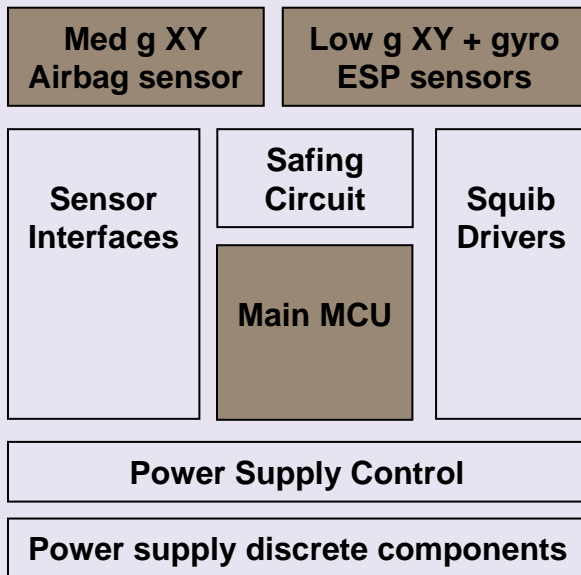 Med g XY
Airbag sensor
Low g XY + gyro
ESP sensors
Sensor
Interfaces
Safing
Circuit
Squib
Drivers
Main MCU
Power Supply Control
Power supply discrete components